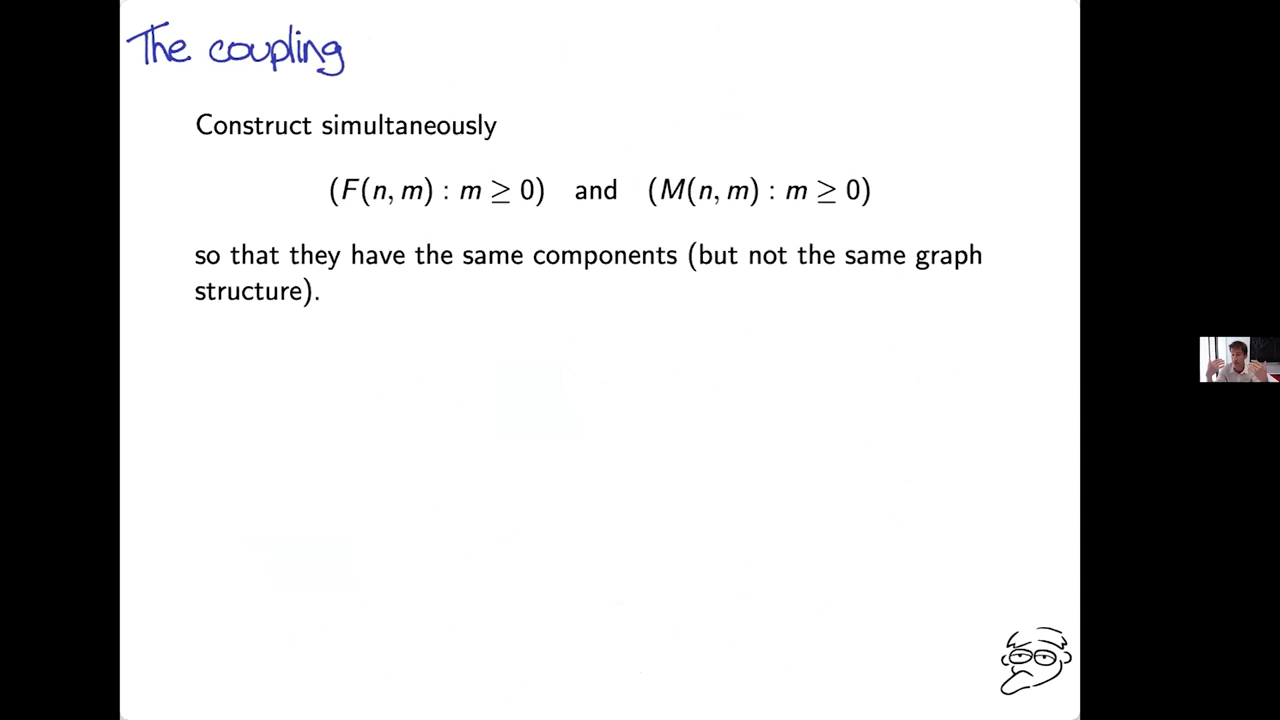 The coupling
Construct simultaneously
(F(n, m) : m ≥ 0) and (M(n, m) : m ≥ 0)
so that they have the same components (but not the same graph
structure).